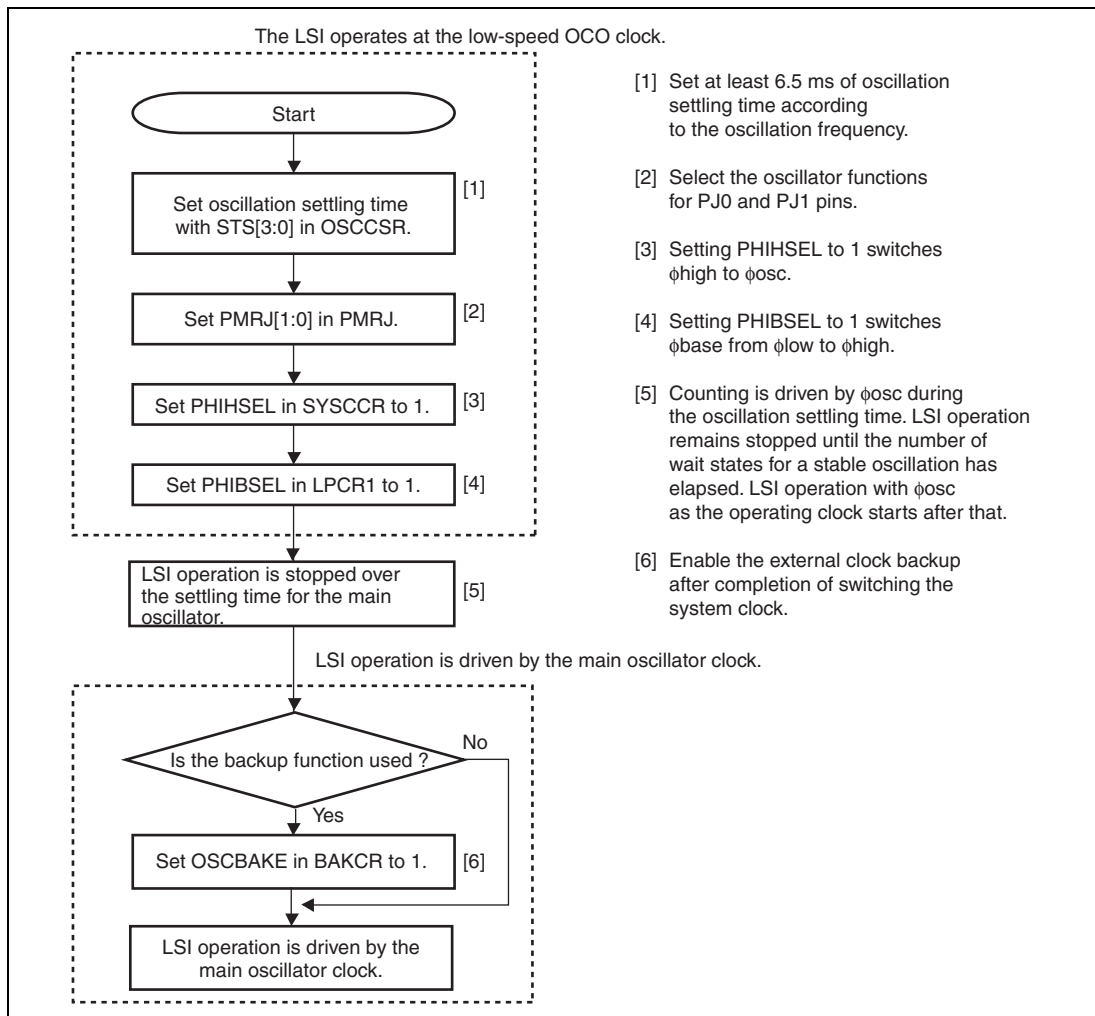 The LSI operates at the low-speed OCO clock.
Start
Set oscillation settling time
with STS[3:0] in OSCCSR.
[1]
Set PMRJ[1:0] in PMRJ.
[2]
Set PHIHSEL in SYSCCR to 1.
[3]
Set PHIBSEL in LPCR1 to 1.
[4]
LSI operation is stopped over
the settling time for the main
oscillator.
[5]
LSI operation is driven by the main oscillator clock.
Is the backup function used ?
No
Yes
Set OSCBAKE in BAKCR to 1.
[6]
LSI operation is driven by the
main oscillator clock.
[1] Set at least 6.5 ms of oscillation
settling time according
to the oscillation frequency.
[2] Select the oscillator functions
for PJ0 and PJ1 pins.
[3] Setting PHIHSEL to 1 switches
ϕhigh to ϕosc.
[4] Setting PHIBSEL to 1 switches
ϕbase from ϕlow to ϕhigh.
[5] Counting is driven by ϕosc during
the oscillation settling time. LSI operation
remains stopped until the number of
wait states for a stable oscillation has
elapsed. LSI operation with ϕosc
as the operating clock starts after that.
[6] Enable the external clock backup
after completion of switching the
system clock.